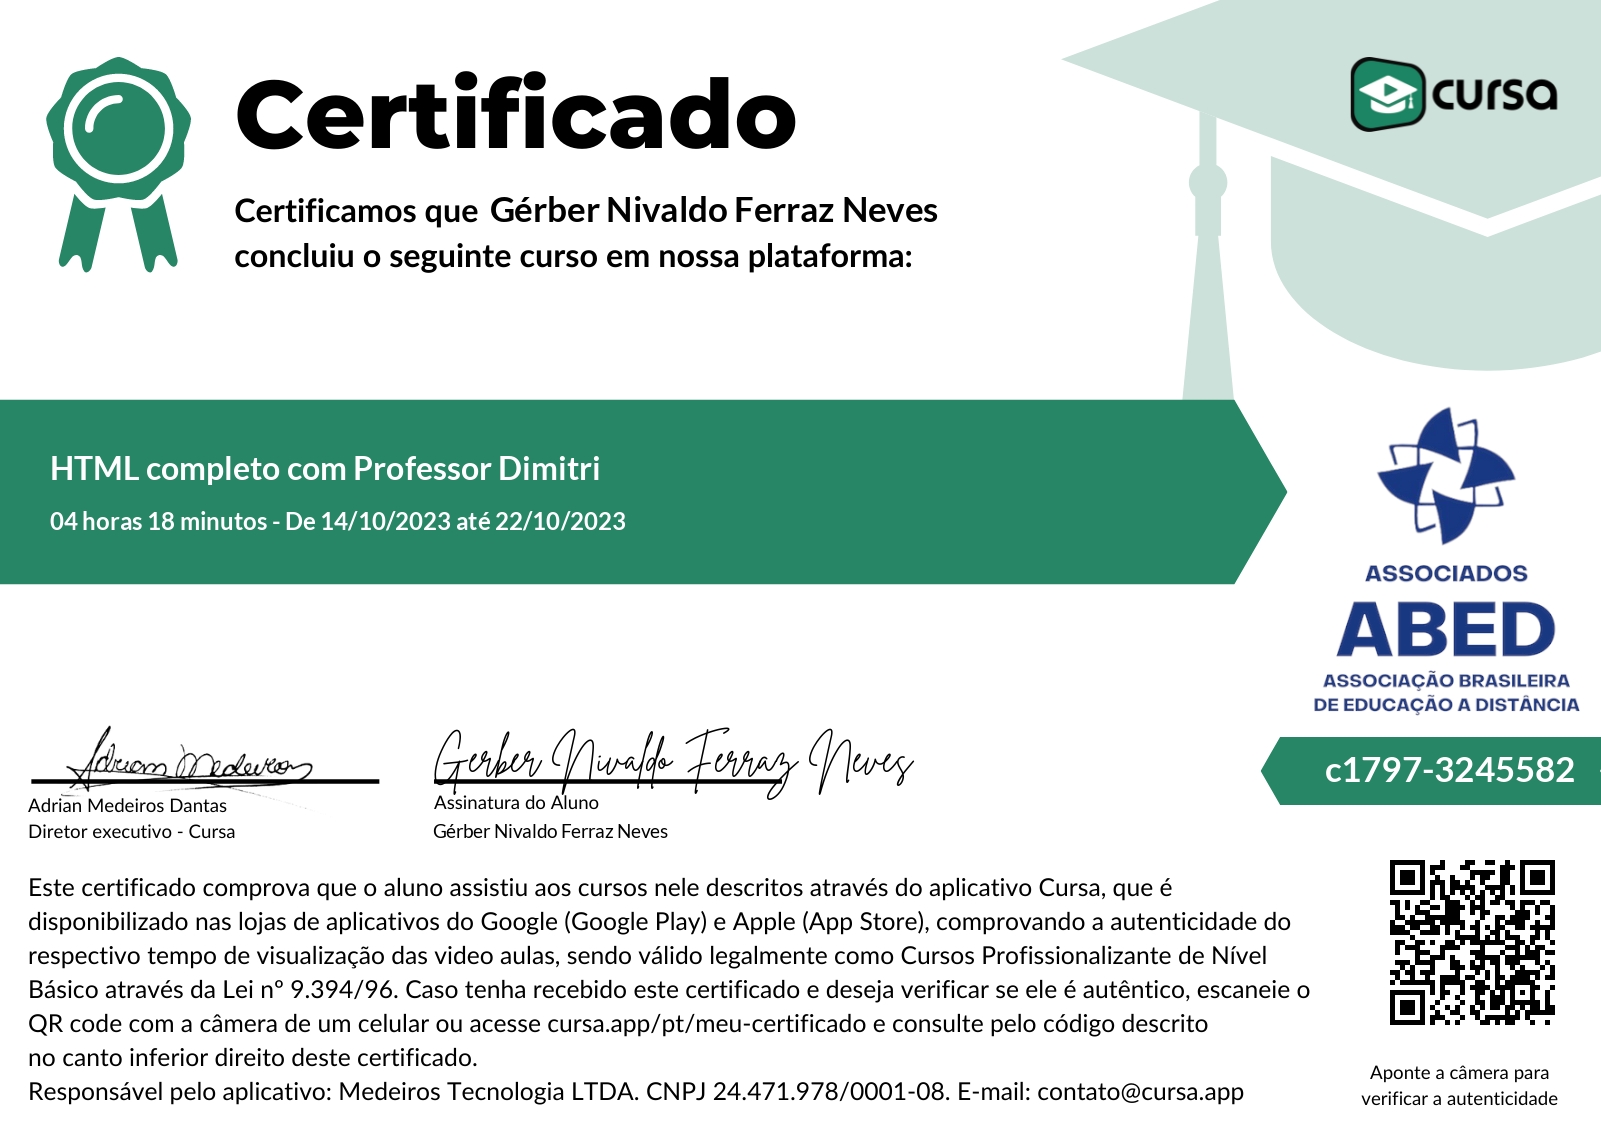 Certificado
cursa
Certificamos que Gérber Nivaldo Ferraz Neves
concluiu o seguinte curso em nossa plataforma:
HTML completo com Professor Dimitri
04 horas 18 minutos - De 14/10/2023 até 22/10/2023
ASSOCIADOS
ABED
ASSOCIAÇÃO BRASILEIRA
DE EDUCAÇÃO A DISTÂNCIA
c1797-3245582
Adrian Medeiros
Gerber Nivaldo Ferraz Neves
Adrian Medeiros Dantas
Diretor executivo - Cursa
Assinatura do Aluno
Gérber Nivaldo Ferraz Neves
Este certificado comprova que o aluno assistiu aos cursos nele descritos através do aplicativo Cursa, que é
disponibilizado nas lojas de aplicativos do Google (Google Play) e Apple (App Store), comprovando a autenticidade do
respectivo tempo de visualização das video aulas, sendo válido legalmente como Cursos Profissionalizante de Nível
Básico através da Lei nº 9.394/96. Caso tenha recebido este certificado e deseja verificar se ele é autêntico, escaneie o
QR code com a câmera de um celular ou acesse cursa.app/pt/meu-certificado e consulte pelo código descrito
no canto inferior direito deste certificado.
Responsável pelo aplicativo: Medeiros Tecnologia LTDA. CNPJ 24.471.978/0001-08. E-mail: contato@cursa.app
Aponte a câmera para
verificar a autenticidade